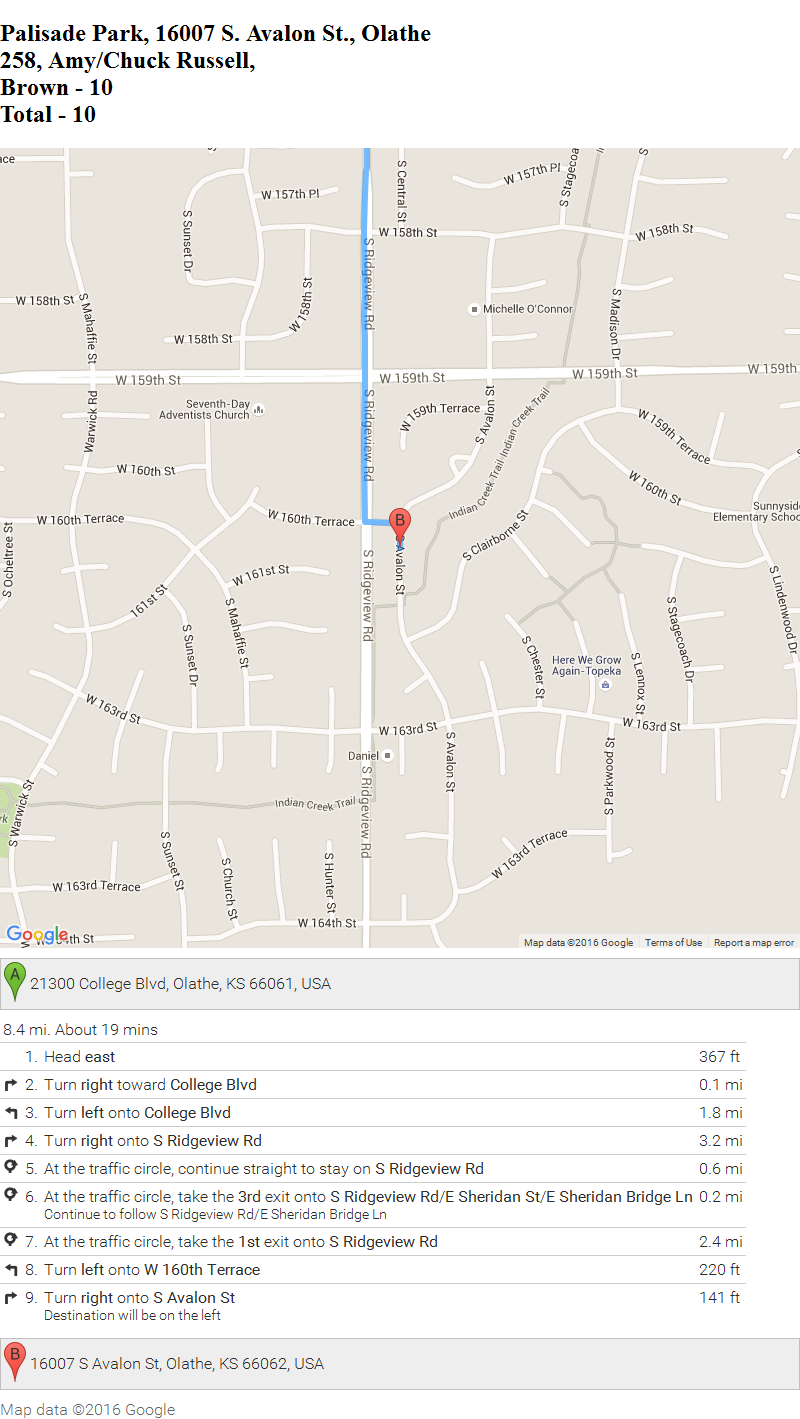 Palisade Park, 16007 S. Avalon St., Olathe
258, Amy/Chuck Russell,
Brown - 10
Total - 10
ace
W 157th Pl
S Central St
W 157th Pl
S Stagecoa
S
S Sunset Dr
W 158th St
W 158th St
S Ridgeview Rd
W 158th St
S Mahaffie St
W 158th St
W 158th St
Michelle O'Connor
S Madison Dr
W 159th St
W 159th St
W 159th St
W 159th St
Warwick Rd
Seventh-Day
Adventists Church
S Ridgeview Rd
W 159th Terrace
S Avalon St
Indian Creek Trail-Indian Creek Trail
W 159th Terrace
W 160th St
W 160th St
Sunnyside
Elementary Schoo
W 160th Terrace
W 160th Terrace
B
S Ocheltree St
S Ridgeview Rd
S Avalon St
S Clairborne St
161st St
W 161st St
S Mahaffie St
S Sunset Dr
S Lindenwood Dr
S Stagecoach Dr
S Chester St
Here We Grow
Again-Topeka
S Lennox St
W 163rd St
W 163rd St
W 163rd St
S Avalon St
Daniel
S Ridgeview Rd
S Parkwood St
Indian Creek Trail
rk
S Warwick St
S Sunset St
S Church St
S Hunter St
W 163rd Terrace
W 163rd Terrace
W 164th St
Google
Map data ©2016 Google Terms of Use Report a map error
A 21300 College Blvd, Olathe, KS 66061, USA
8.4 mi. About 19 mins
1. Head east 367 ft
2. Turn right toward College Blvd 0.1 mi
3. Turn left onto College Blvd 1.8 mi
4. Turn right onto S Ridgeview Rd 3.2 mi
5. At the traffic circle, continue straight to stay on S Ridgeview Rd 0.6 mi
6. At the traffic circle, take the 3rd exit onto S Ridgeview Rd/E Sheridan St/E Sheridan Bridge Ln 0.2 mi
Continue to follow S Ridgeview Rd/E Sheridan Bridge Ln
7. At the traffic circle, take the 1st exit onto S Ridgeview Rd 2.4 mi
8. Turn left onto W 160th Terrace 220 ft
9. Turn right onto S Avalon St 141 ft
Destination will be on the left
B 16007 S Avalon St, Olathe, KS 66062, USA
Map data ©2016 Google